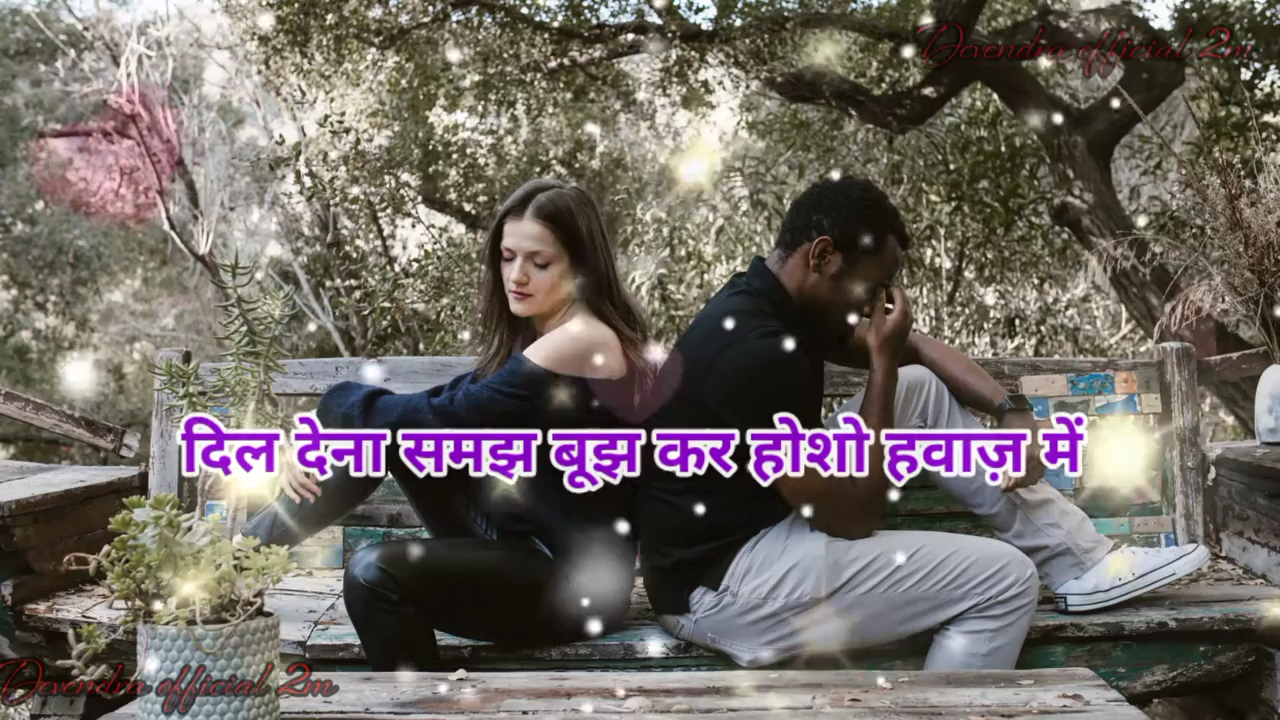 Devendra official 2m
दिल देना समझ बूझ कर होशो हवाज़ में
Devendra official 2m